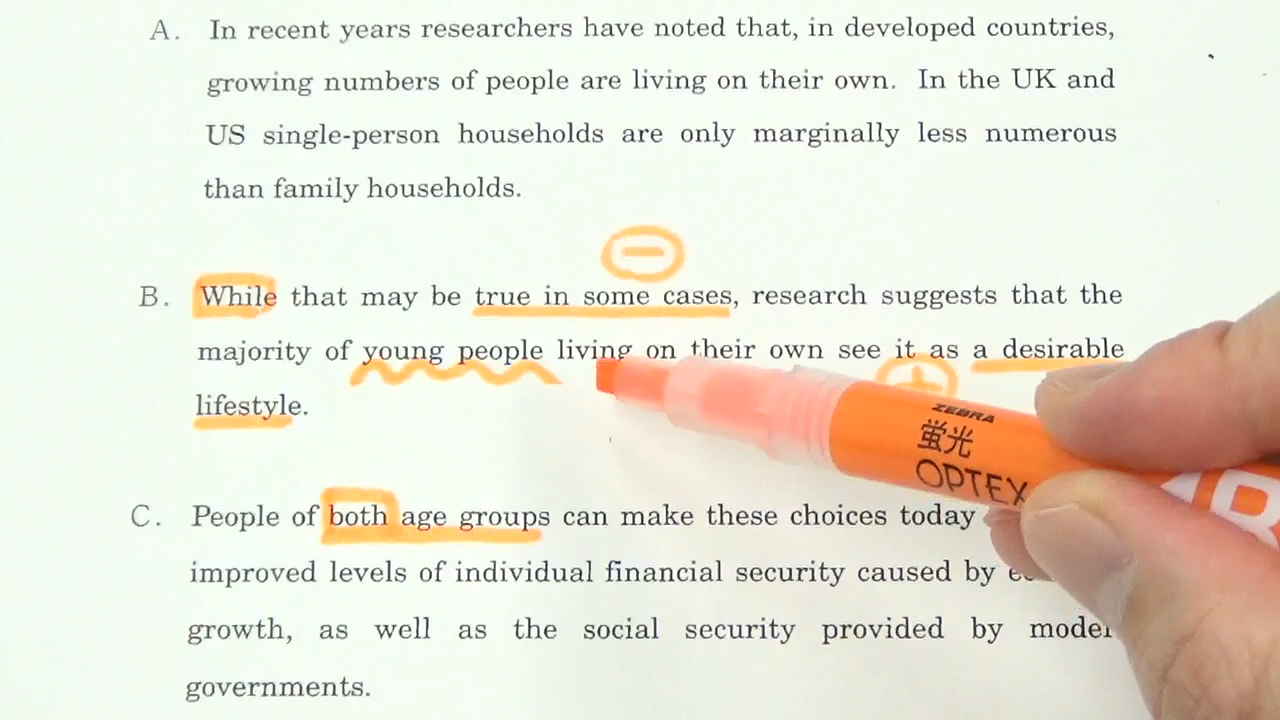 A. In recent years researchers have noted that, in developed countries,
growing numbers of people are living on their own. In the UK and
US single-person households are only marginally less numerous
than family households.
B. While that may be true in some cases, research suggests that the
majority of young people living on their own see it as a desirable
lifestyle.
ZEBRA
蛍光
OPTEX
C. People of both age groups can make these choices today
improved levels of individual financial security caused by
growth, as well as the social security provided by
governments.